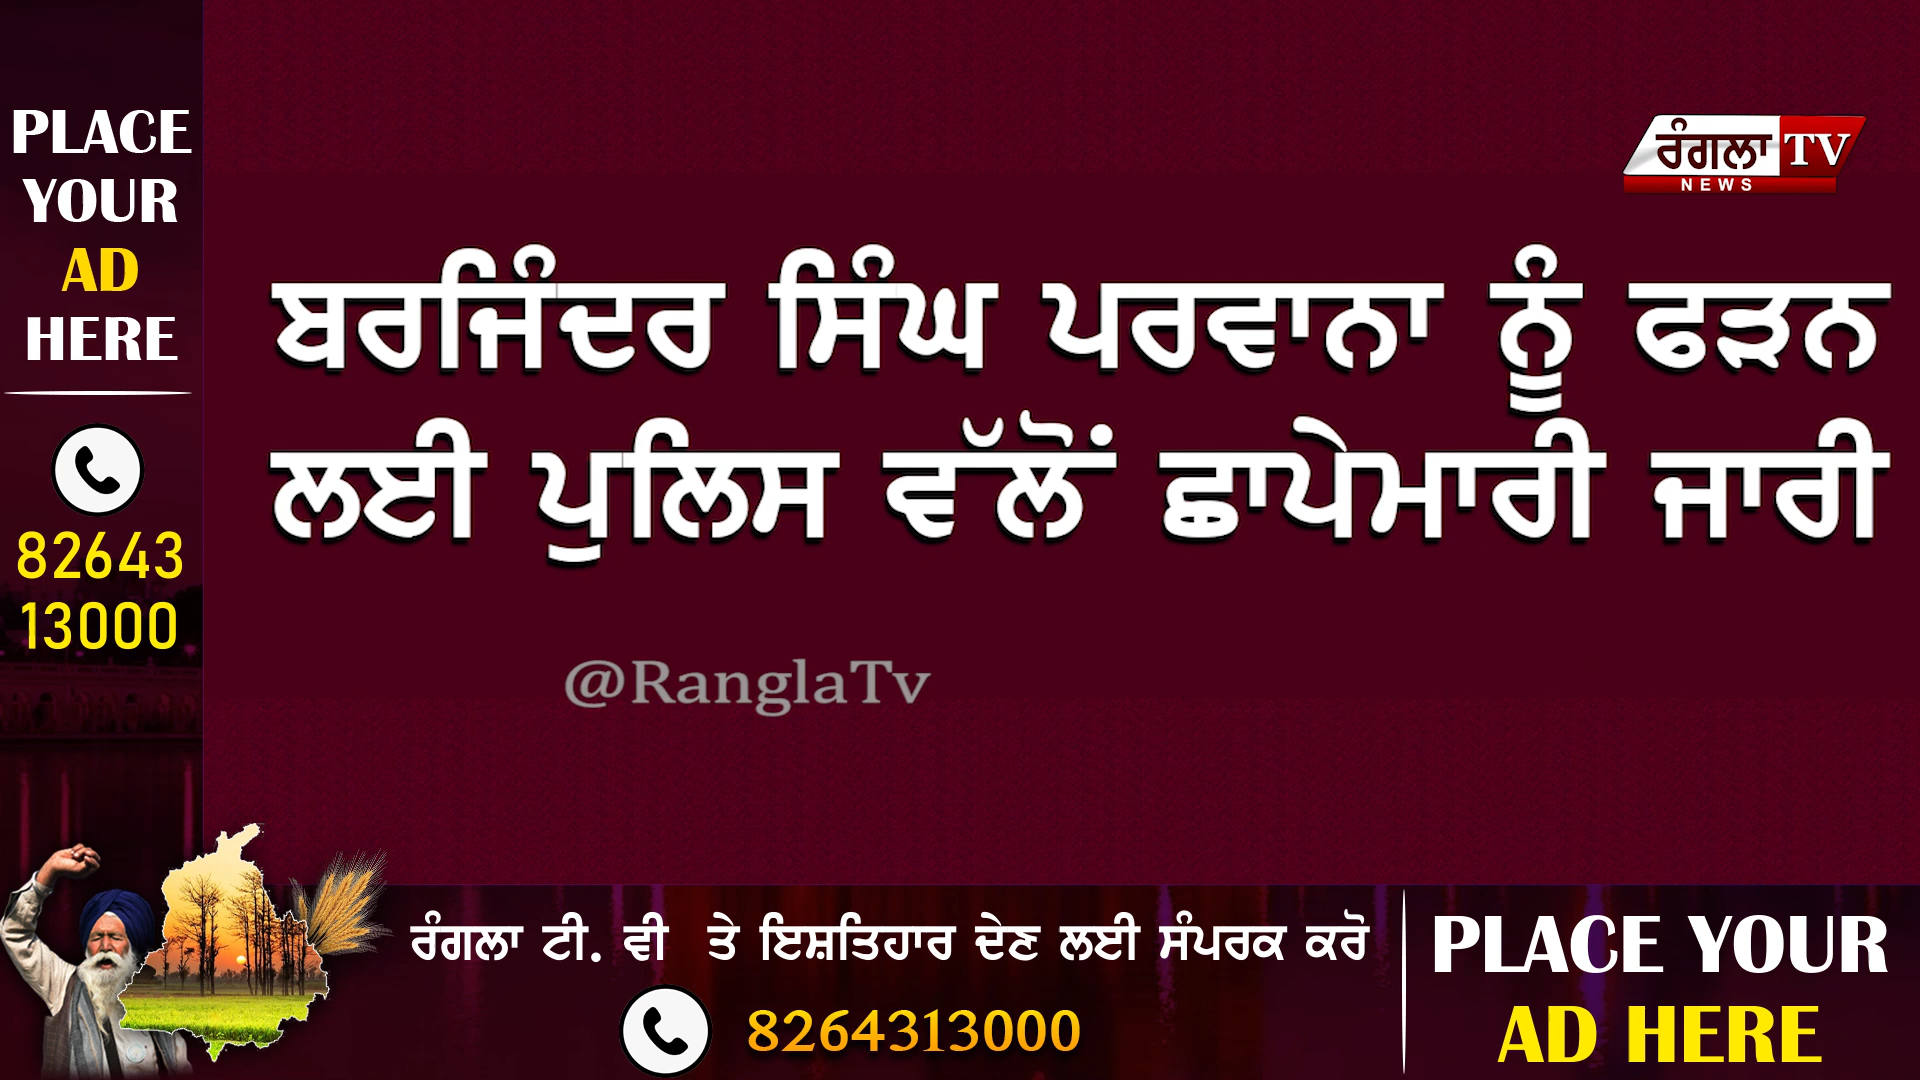 PLACE
YOUR
AD
HERE
82643
13000
ਰੰਗਲਾ TV
NEWS
ਬਰਜਿੰਦਰ ਸਿੰਘ ਪਰਵਾਨਾ ਨੂੰ ਫੜਨ
ਲਈ ਪੁਲਿਸ ਵੱਲੋਂ ਛਾਪੇਮਾਰੀ ਜਾਰੀ
@RanglaTv
ਰੰਗਲਾ ਟੀ. ਵੀ ਤੇ ਇਸ਼ਤਿਹਾਰ ਦੇਣ ਲਈ ਸੰਪਰਕ ਕਰੋ
8264313000
PLACE YOUR
AD HERE